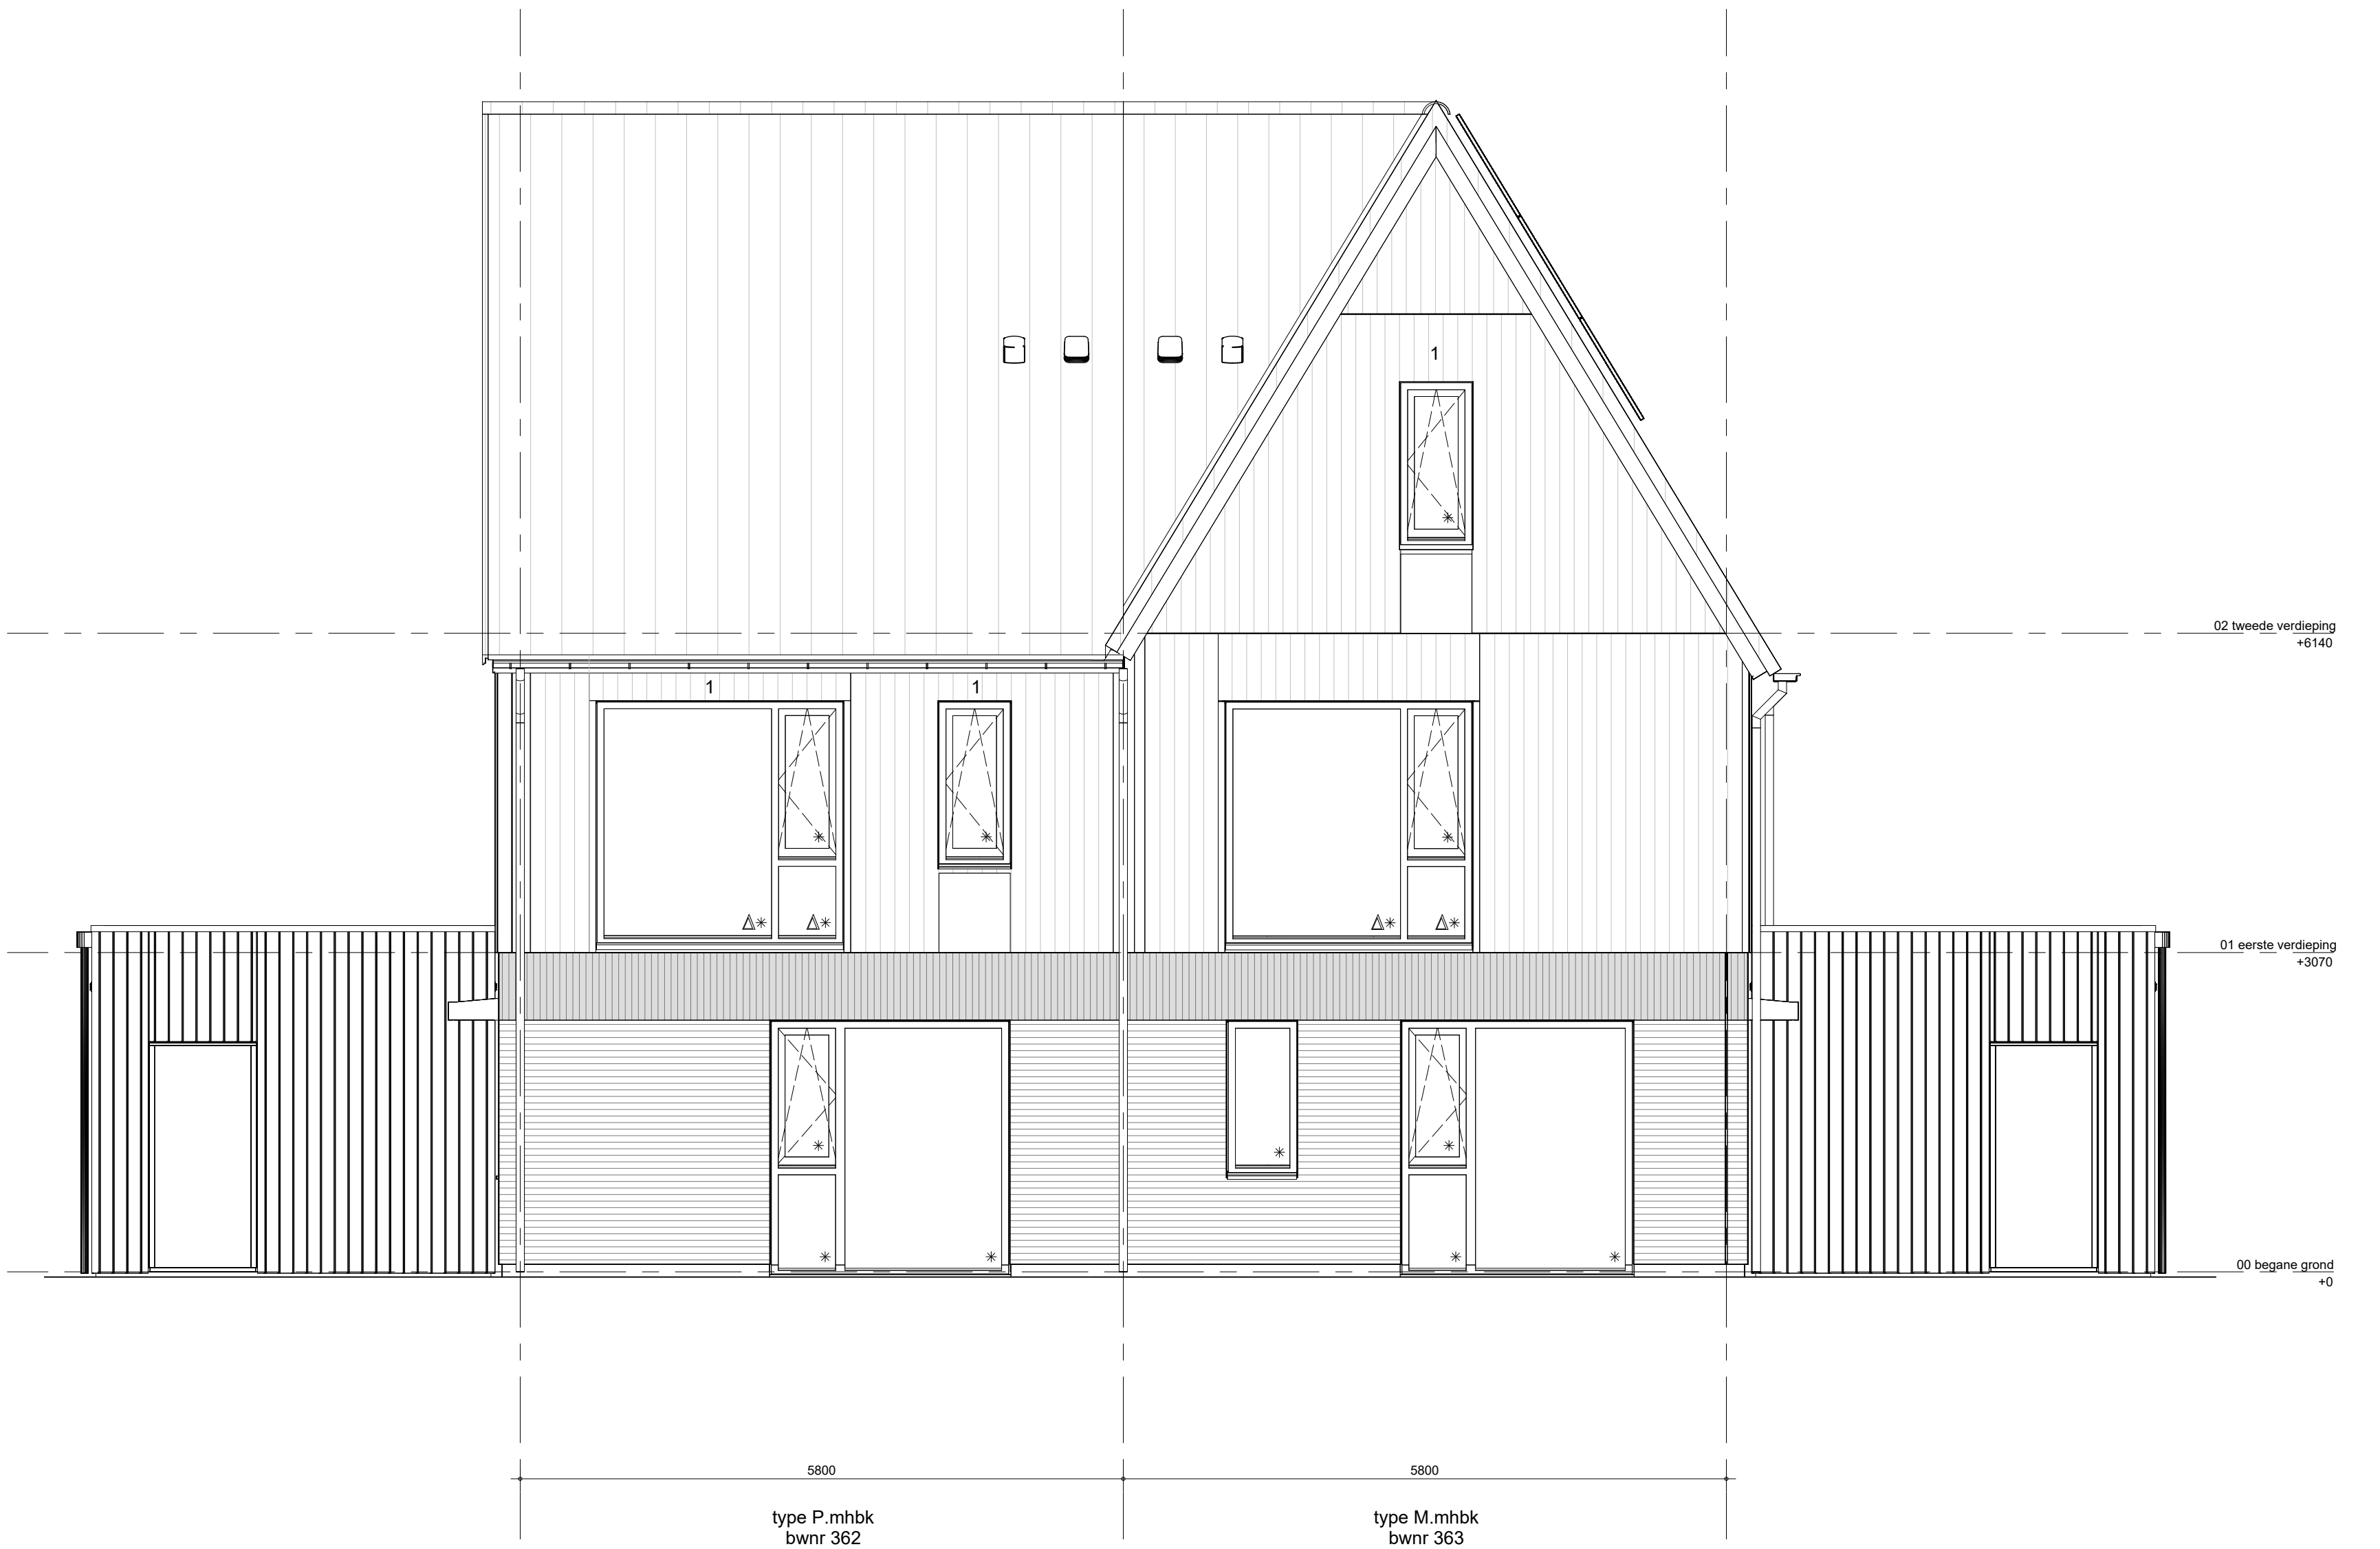 1
02 tweede verdieping
+6140
1
1
01 eerste verdieping
+3070
00 begane grond
+0
5800
5800
type P.mhbk
bwnr 362
type M.mhbk
bwnr 363